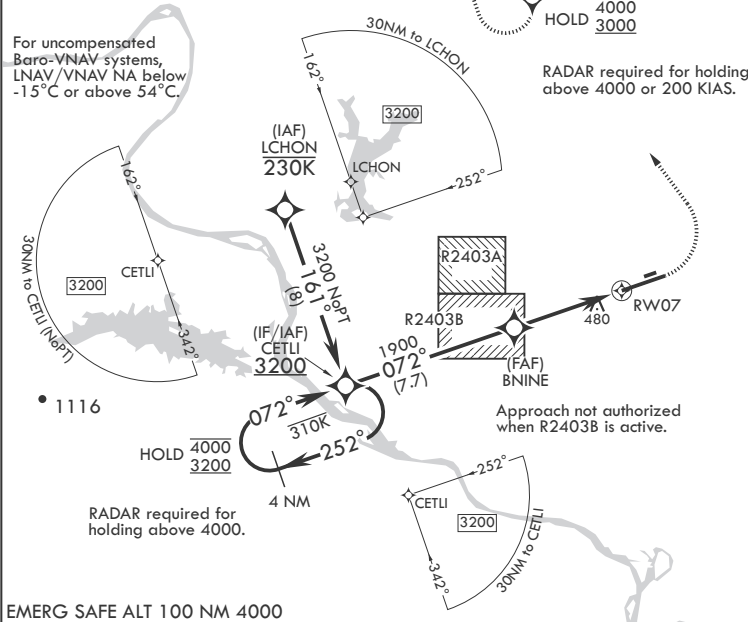 4000
HOLD 3000
For uncompensated
Baro-VNAV systems,
LNAV/VNAV NA below
-15°C or above 54°C.
RADAR required for holding
above 4000 or 200 KIAS.
30NM to LCHON
162°
3200
LCHON
252°
(IAF)
LCHON
230K
162°
CETLI
3200
30NM to CETLI (NoPT)
342°
3200 NoPT
161°
(8)
R2403A
R2403B
(IF/IAF)
CETLI
3200
1900
072°
(7.7)
480
RW07
(FAF)
BNINE
Approach not authorized
when R2403B is active.
1116
072°
310K
252°
HOLD 4000
3200
4 NM
RADAR required for
holding above 4000.
252°
CETLI
3200
342°
30NM to CETLI
EMERG SAFE ALT 100 NM 4000